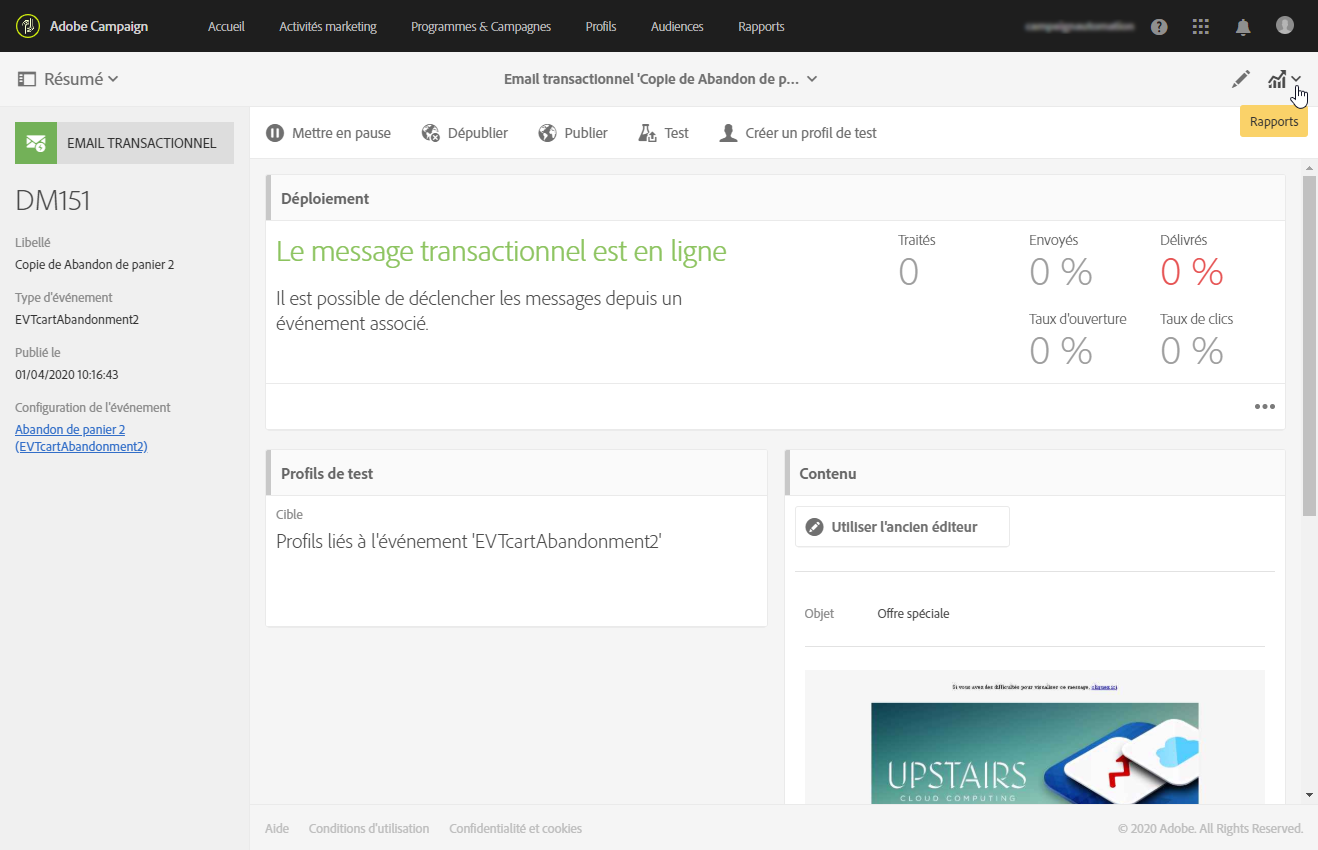 Adobe Campaign
Accueil
Activités marketing
Programmes & Campagnes
Profils
Audiences
Rapports
Résumé
Email transactionnel 'Copie de Abandon de p...
Rapports
EMAIL TRANSACTIONNEL
DM151
Libellé
Copie de Abandon de panier 2
Type d'événement
EVTcartAbandonment2
Publié le
01/04/2020 10:16:43
Configuration de l'événement
Abandon de panier 2
(EVTcartAbandonment2)
Mettre en pause
Dépublier
Publier
Test
Créer un profil de test
Déploiement
Le message transactionnel est en ligne
Il est possible de déclencher les messages depuis un
événement associé.
Traités
0
Envoyés
0 %
Délivrés
0 %
Taux d'ouverture
0 %
Taux de clics
0 %
Profils de test
Cible
Profils liés à l'événement 'EVTcartAbandonment2'
Contenu
Utiliser l'ancien éditeur
Objet
Offre spéciale
Si vous avez des difficultés pour visualiser ce message, cliquez ici
UPSTAIRS
CLOUD COMPUTING
Aide
Conditions d'utilisation
Confidentialité et cookies
© 2020 Adobe. All Rights Reserved.